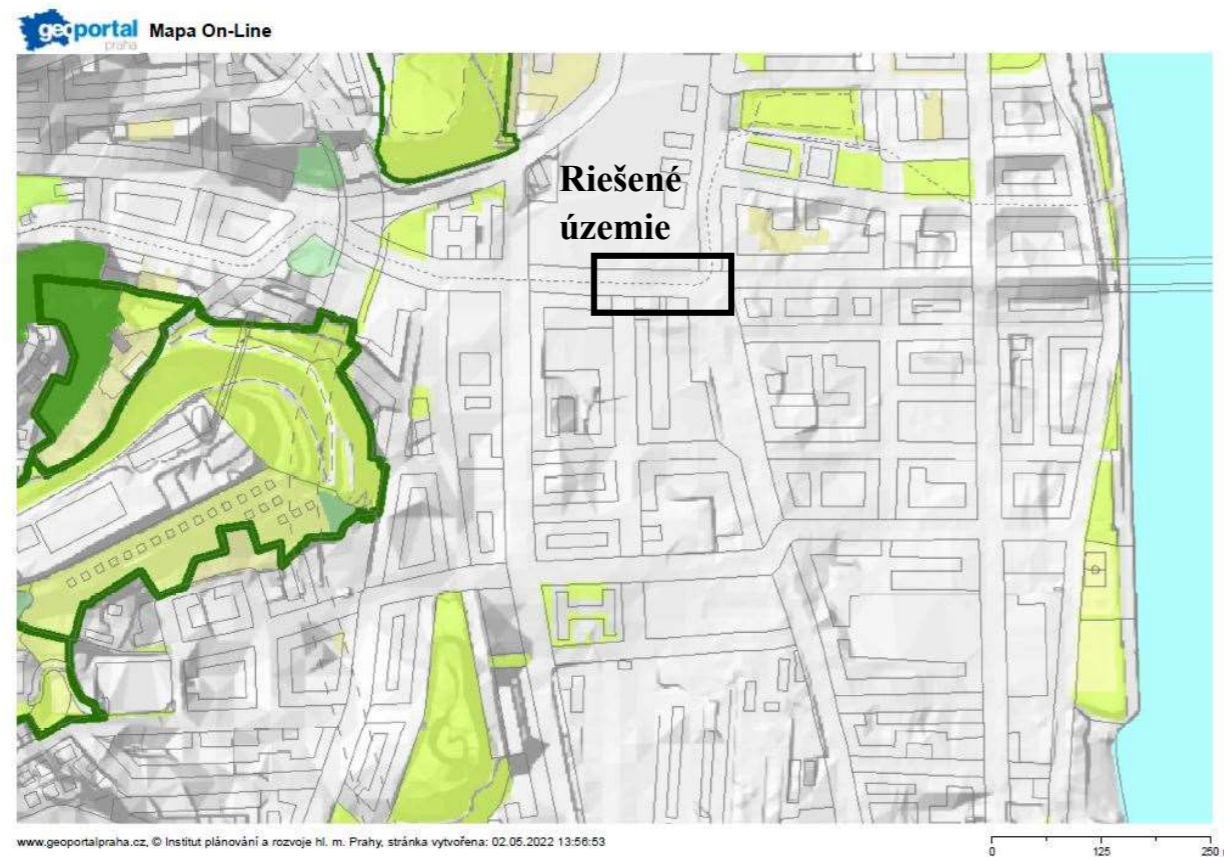 geoportal
praha
Mapa On-Line
Riešené
územie
www.geoportalpraha.cz, © Institut plánování a rozvoje hl. m. Prahy, stránka vytvořena: 02.05.2022 13:56:53
0 125 250